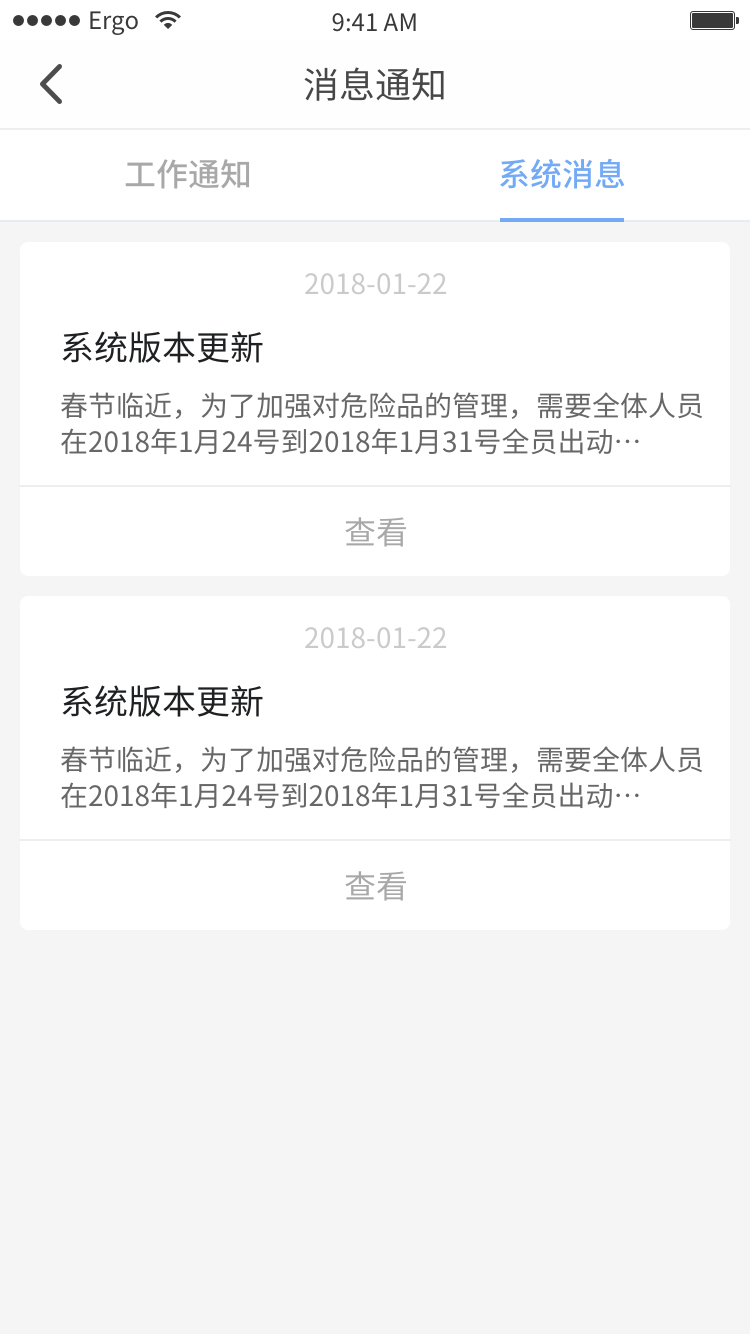 Ergo 9:41 AM
消息通知
工作通知 系统消息
2018-01-22
系统版本更新
春节临近，为了加强对危险品的管理，需要全体人员
在2018年1月24号到2018年1月31号全员出动…
查看
2018-01-22
系统版本更新
春节临近，为了加强对危险品的管理，需要全体人员
在2018年1月24号到2018年1月31号全员出动…
查看